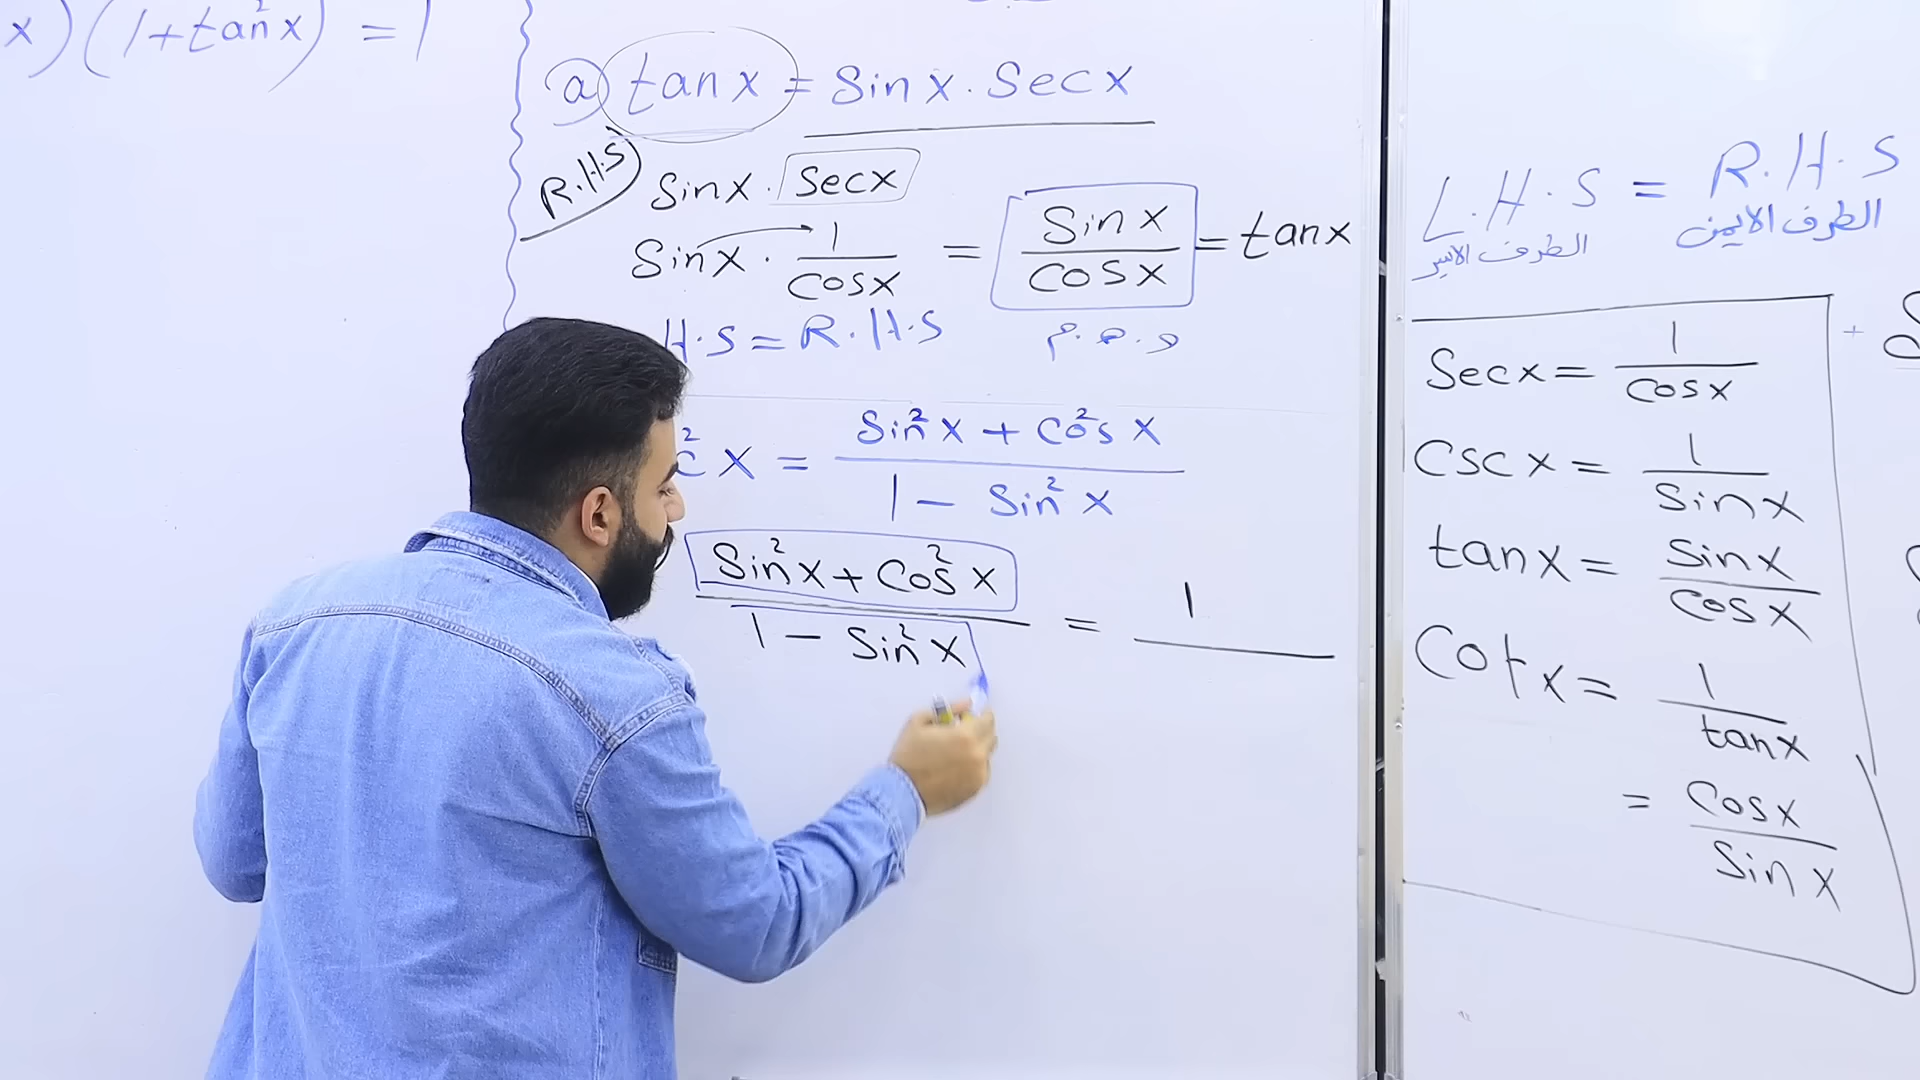 x) (1+tan²x) = 1
a) tanx = Sinx . Secx
R.H.S
Sinx . Secx
Sinx . 1/cosx = Sinx/cosx = tanx
H.S = R.H.S
و.هـ.م
c²x = Sin²x + Cos²x / 1 - Sin²x
Sin²x + Cos²x / 1 - Sin²x = 1
L.H.S = R.H.S
الطرف الايسر الطرف الايمن
Secx = 1/cosx
Cscx = 1/Sinx
tanx = Sinx/cosx
Cotx = 1/tanx
= Cosx/Sinx